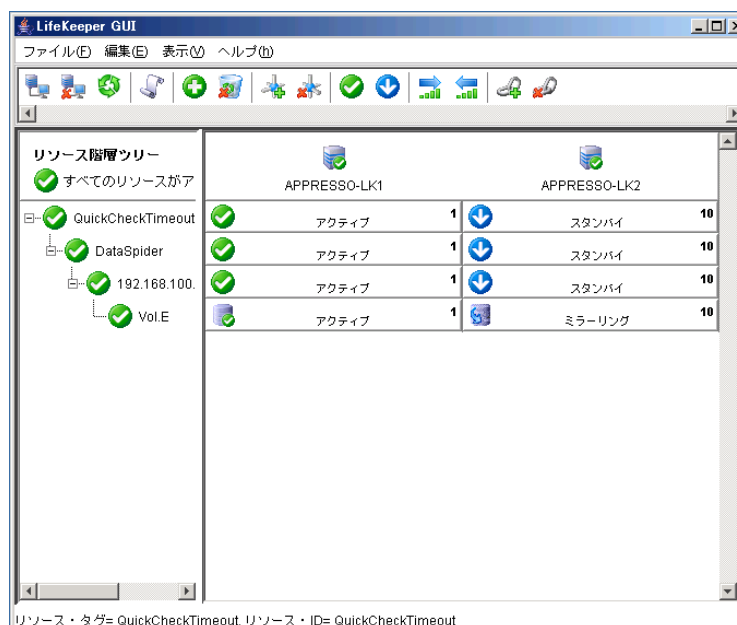 LifeKeeper GUI
ファイル(F) 編集(E) 表示(V) ヘルプ(h)
リソース階層ツリー
すべてのリソースがア
APPRESSO-LK1 APPRESSO-LK2
QuickCheckTimeout アクティブ 1 スタンバイ 10
DataSpider アクティブ 1 スタンバイ 10
192.168.100. アクティブ 1 スタンバイ 10
Vol.E アクティブ 1 ミラーリング 10
リソース・タグ= QuickCheckTimeout, リソース・ID= QuickCheckTimeout